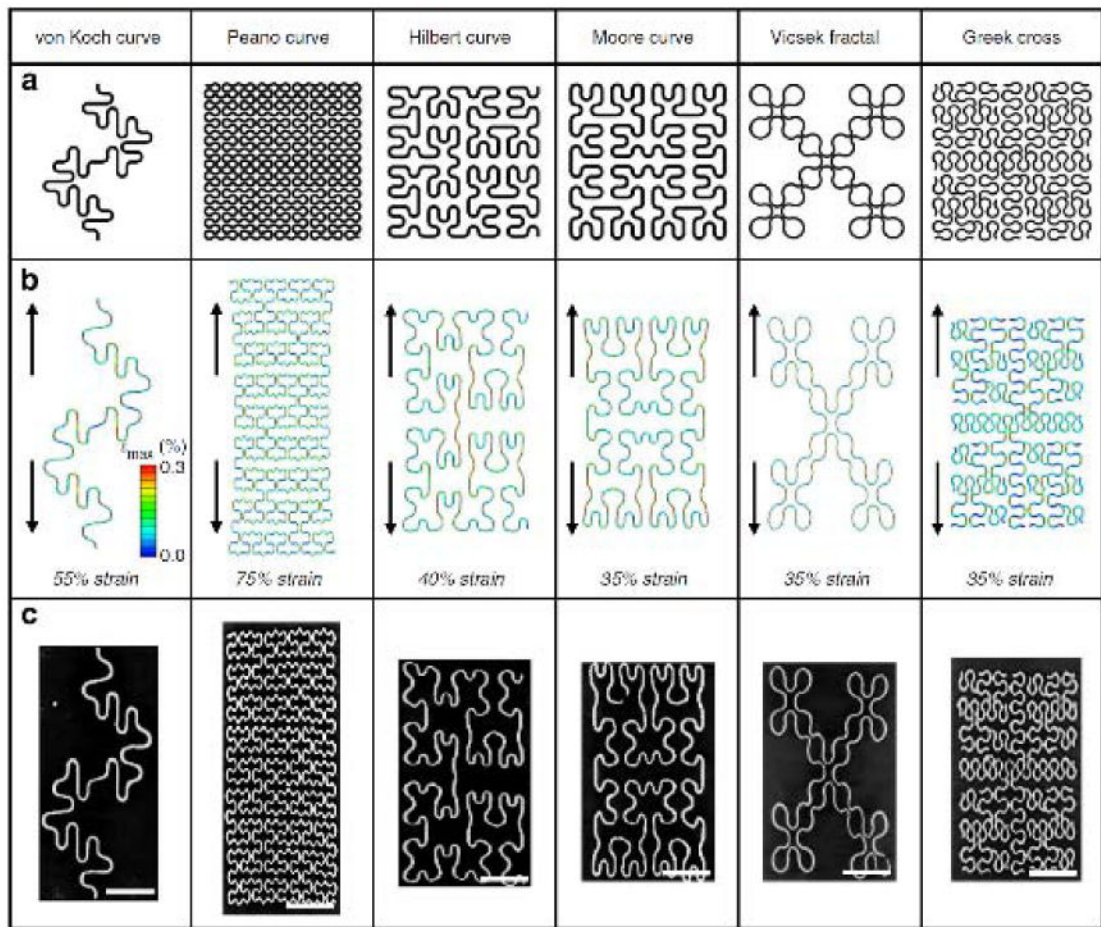 von Koch curve
Peano curve
Hilbert curve
Moore curve
Vicsek fractal
Greek cross
a
b
εmax (%)
0.3
0.0
55% strain
75% strain
40% strain
35% strain
35% strain
35% strain
c